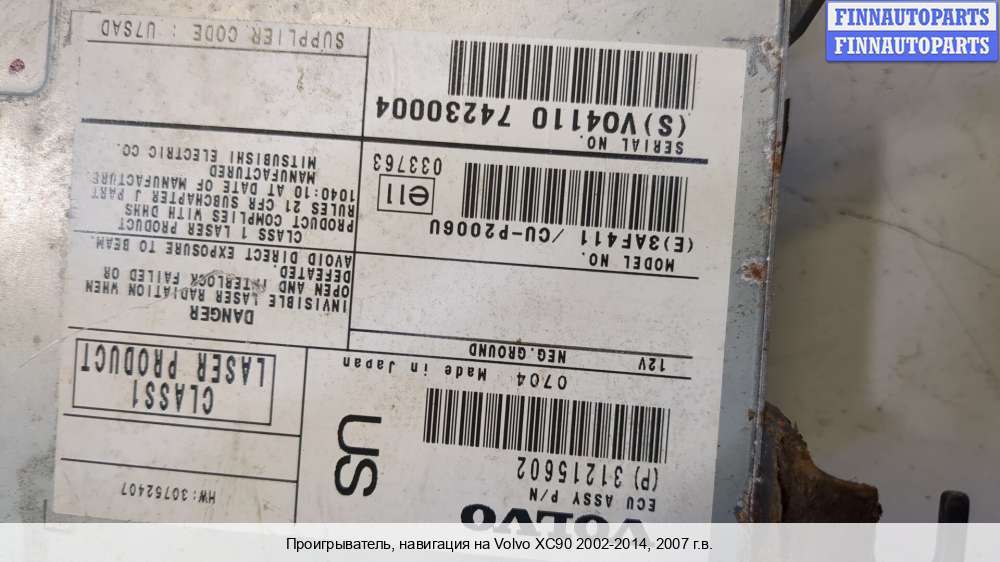 FINNAUTOPARTS
FINNAUTOPARTS
VOLVO
ECU ASSY P/N
(P) 31215602
US
0704 Made in Japan
12V NEG.GROUND
MODEL NO.
(E)3AF411 /CU-P2006U
e11
033763
SERIAL NO.
(S)VO4110 74230004
HW:30752407
CLASS1
LASER PRODUCT
DANGER
INVISIBLE LASER RADIATION WHEN
OPEN AND INTERLOCK FAILED OR
DEFEATED.
AVOID DIRECT EXPOSURE TO BEAM.
CLASS 1 LASER PRODUCT
PRODUCT COMPLIES WITH DHHS
RULES 21 CFR SUBCHAPTER J PART
1040:10 AT DATE OF MANUFACTURE.
MANUFACTURED
MITSUBISHI ELECTRIC CO.
SUPPLIER CODE : U7SAD
Проигрыватель, навигация на Volvo XC90 2002-2014, 2007 г.в.